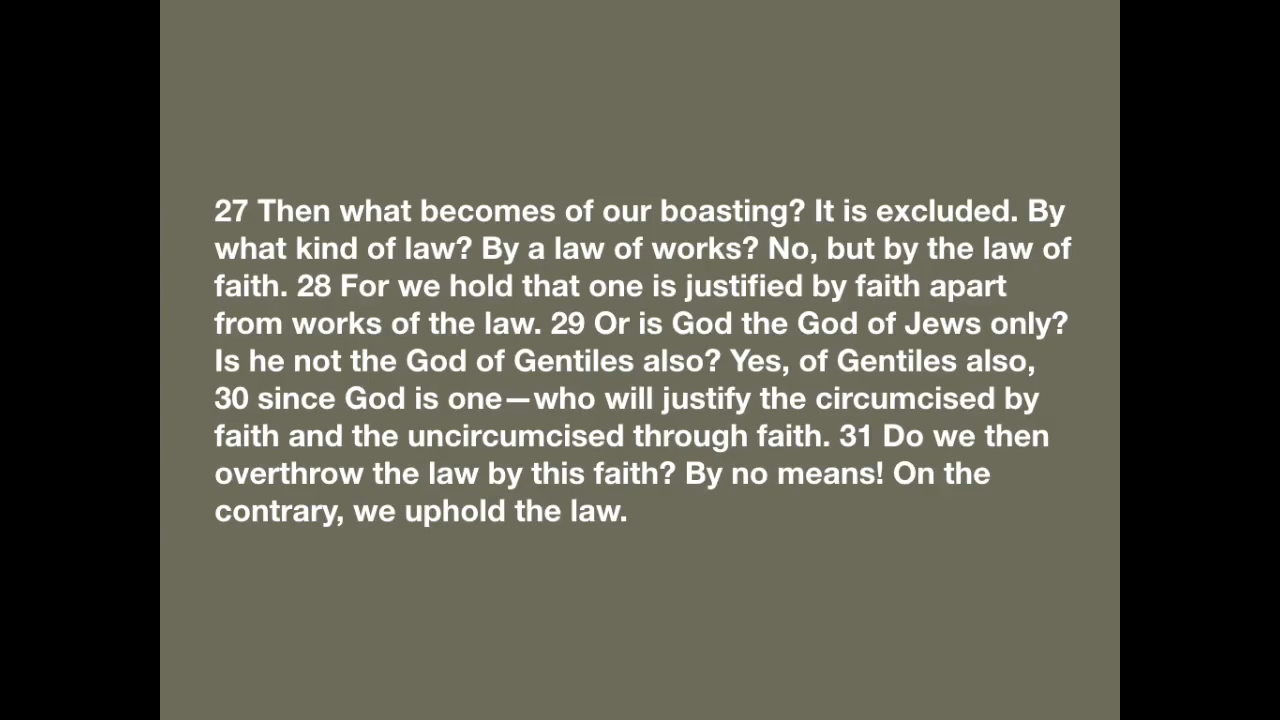 27 Then what becomes of our boasting? It is excluded. By
what kind of law? By a law of works? No, but by the law of
faith. 28 For we hold that one is justified by faith apart
from works of the law. 29 Or is God the God of Jews only?
Is he not the God of Gentiles also? Yes, of Gentiles also,
30 since God is one—who will justify the circumcised by
faith and the uncircumcised through faith. 31 Do we then
overthrow the law by this faith? By no means! On the
contrary, we uphold the law.